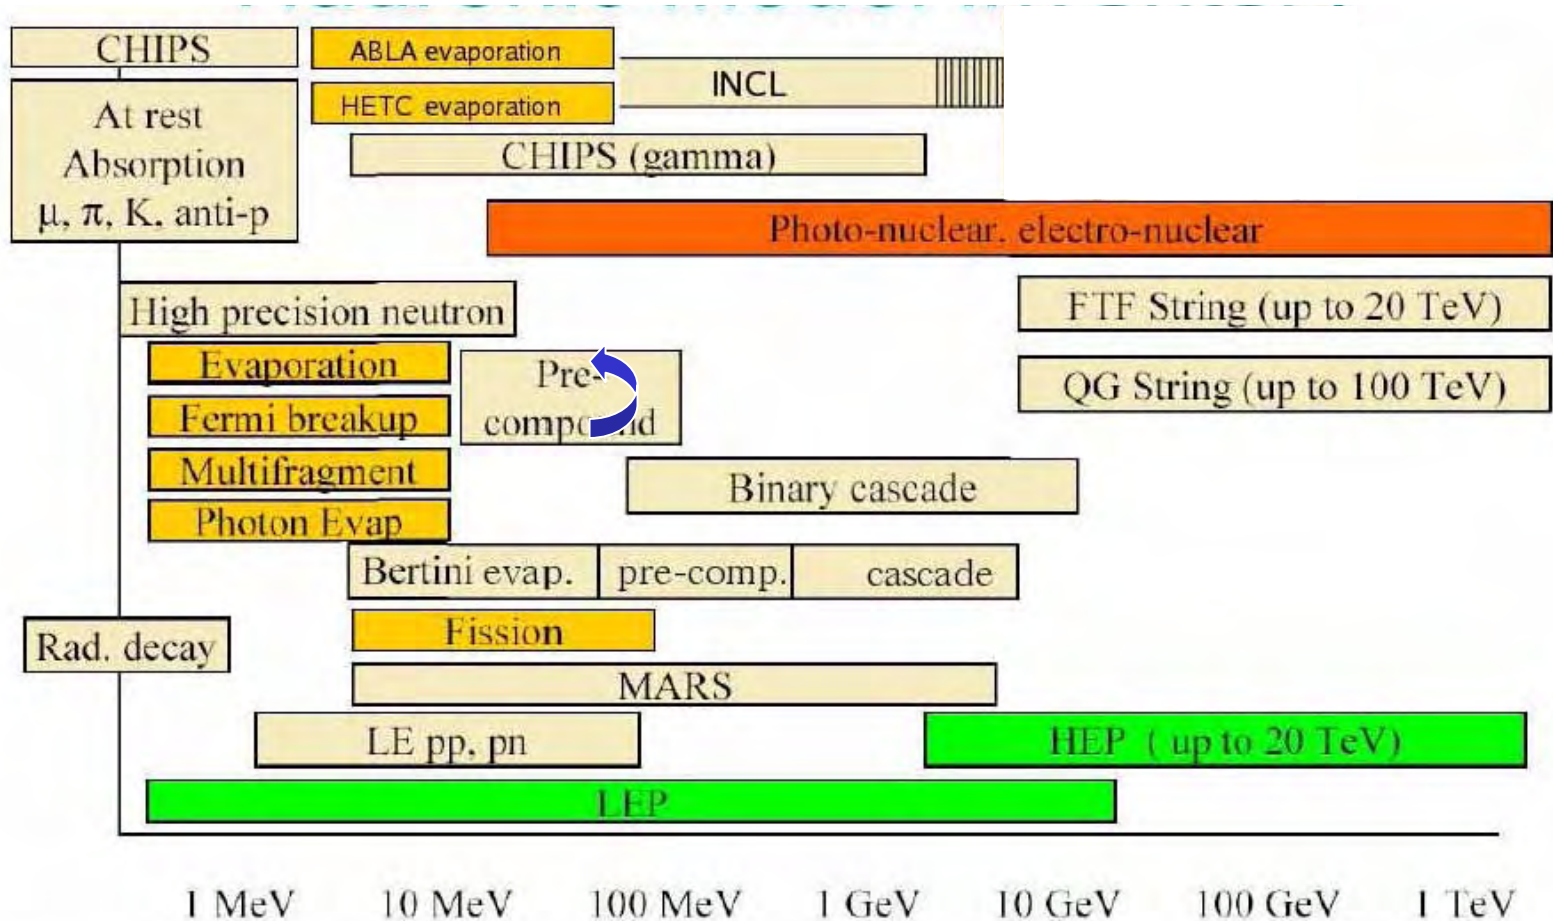 CHIPS
ABLA evaporation
HETC evaporation
INCL
At rest
Absorption
μ, π, K, anti-p
CHIPS (gamma)
Photo-nuclear, electro-nuclear
High precision neutron
FTF String (up to 20 TeV)
Evaporation
Fermi breakup
Multifragment
Photon Evap
Pre-
QG String (up to 100 TeV)
Binary cascade
Bertini evap.
pre-comp.
cascade
Rad. decay
Fission
MARS
LE pp, pn
HEP ( up to 20 TeV)
LEP
1 MeV 10 MeV 100 MeV 1 GeV 10 GeV 100 GeV 1 TeV